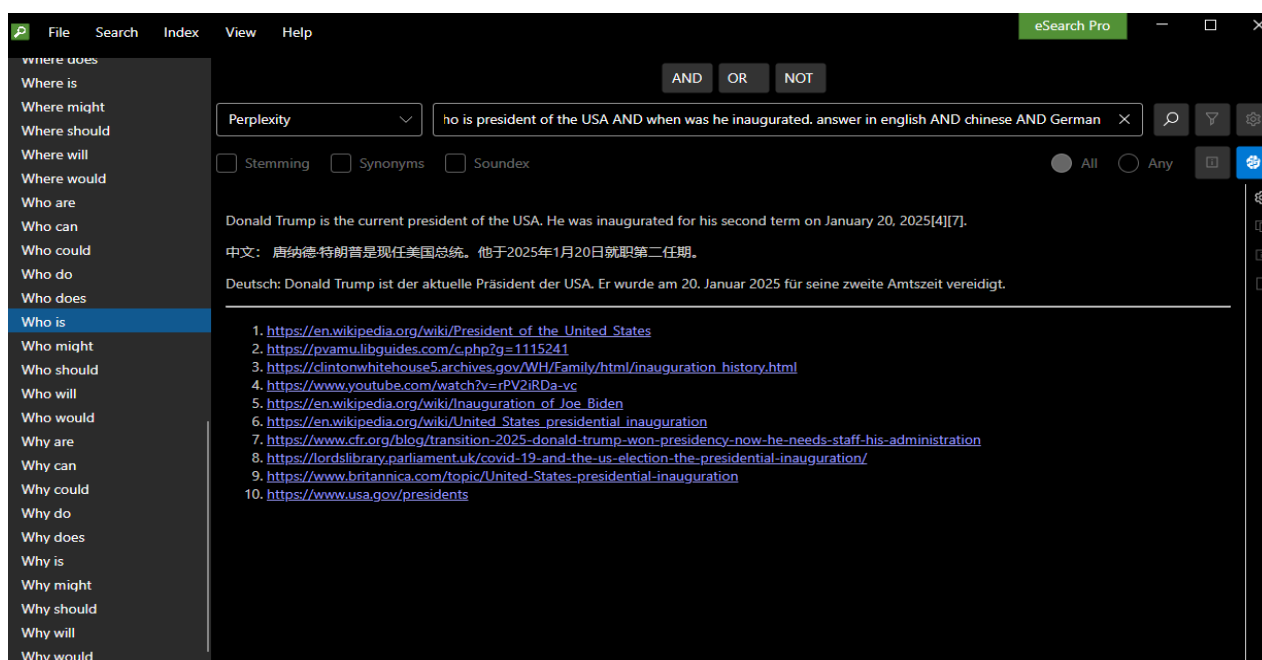 File Search Index View Help eSearch Pro
Where does
Where is
Where might
Where should
Where will
Where would
Who are
Who can
Who could
Who do
Who does
Who is
Who might
Who should
Who will
Who would
Why are
Why can
Why could
Why do
Why does
Why is
Why might
Why should
Why will
Why would
AND OR NOT
Perplexity ho is president of the USA AND when was he inaugurated. answer in english AND chinese AND German
Stemming Synonyms Soundex All Any
Donald Trump is the current president of the USA. He was inaugurated for his second term on January 20, 2025[4][7].
中文: 唐纳德·特朗普是现任美国总统。他于2025年1月20日就职第二任期。
Deutsch: Donald Trump ist der aktuelle Präsident der USA. Er wurde am 20. Januar 2025 für seine zweite Amtszeit vereidigt.
1. https://en.wikipedia.org/wiki/President_of_the_United_States
2. https://pvamu.libguides.com/c.php?g=1115241
3. https://clintonwhitehouse5.archives.gov/WH/Family/html/inauguration_history.html
4. https://www.youtube.com/watch?v=rPV2iRDa-vc
5. https://en.wikipedia.org/wiki/Inauguration_of_Joe_Biden
6. https://en.wikipedia.org/wiki/United_States_presidential_inauguration
7. https://www.cfr.org/blog/transition-2025-donald-trump-won-presidency-now-he-needs-staff-his-administration
8. https://lordslibrary.parliament.uk/covid-19-and-the-us-election-the-presidential-inauguration/
9. https://www.britannica.com/topic/United-States-presidential-inauguration
10. https://www.usa.gov/presidents